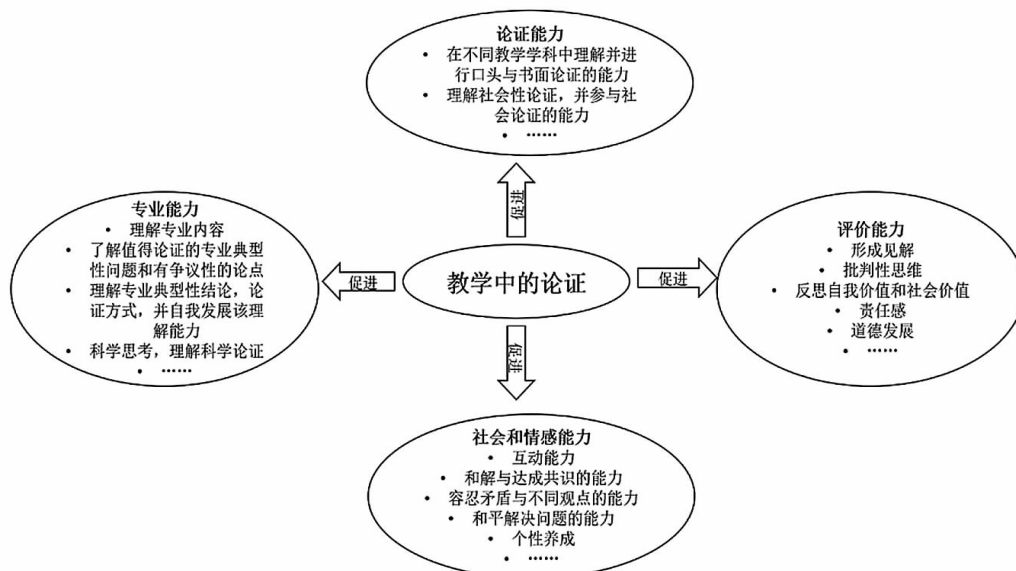 论证能力
• 在不同教学学科中理解并进
行口头与书面论证的能力
• 理解社会性论证，并参与社
会论证的能力
• ……
促进
专业能力
• 理解专业内容
• 了解值得论证的专业典型
性问题和有争议性的论点
• 理解专业典型性结论，论
证方式，并自我发展该理
解能力
• 科学思考，理解科学论证
• ……
促进
教学中的论证
促进
评价能力
• 形成见解
• 批判性思维
• 反思自我价值和社会价值
• 责任感
• 道德发展
• ……
促进
社会和情感能力
• 互动能力
• 和解与达成共识的能力
• 容忍矛盾与不同观点的能力
• 和平解决问题的能力
• 个性养成
• ……